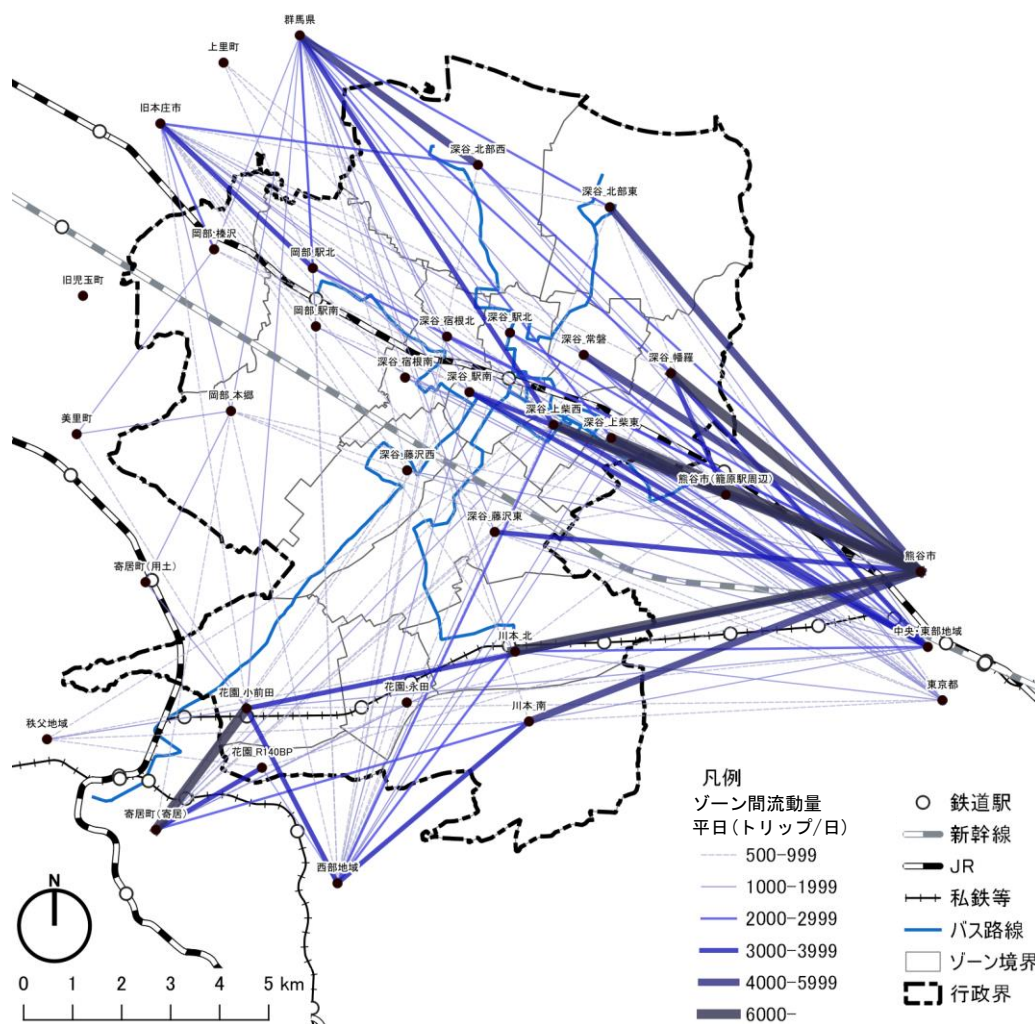 群馬県
上里町
旧本庄市
深谷_北部西
深谷_北部東
岡部_榛沢
岡部_駅北
旧児玉町
岡部_駅南
深谷_宿根北
深谷_駅北
深谷_常磐
深谷_幡羅
深谷_宿根南
深谷_駅南
岡部_本郷
深谷_上柴西
美里町
深谷_上柴東
深谷_藤沢西
熊谷市(籠原駅周辺)
深谷_藤沢東
熊谷市
寄居町(用土)
川本_北
中央・東部地域
花園_小前田
花園_永田
東京都
秩父地域
川本_南
花園_R140BP
寄居町(寄居)
西部地域
N
0 1 2 3 4 5 km
凡例
ゾーン間流動量
平日(トリップ/日)
500-999
1000-1999
2000-2999
3000-3999
4000-5999
6000-
鉄道駅
新幹線
JR
私鉄等
バス路線
ゾーン境界
行政界